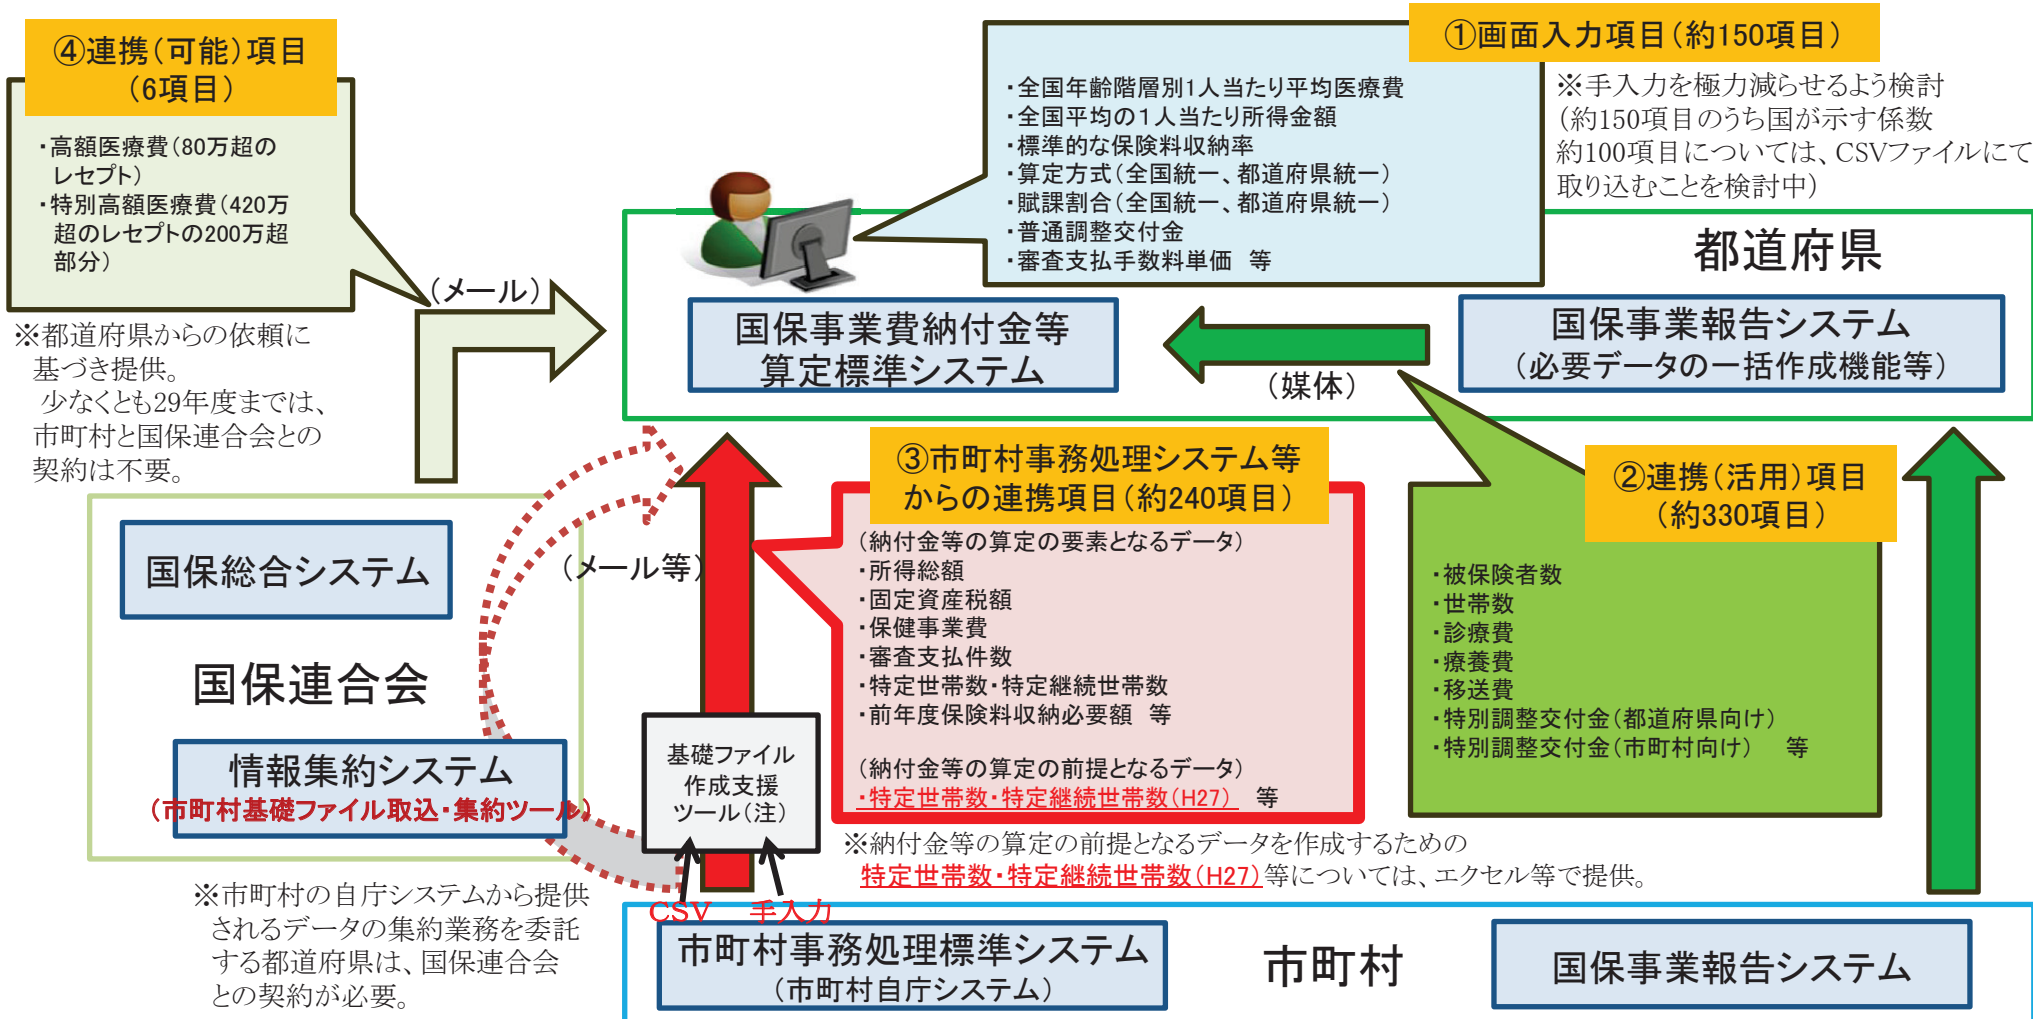 ④連携(可能)項目
(6項目)
・高額医療費(80万超の
レセプト)
・特別高額医療費(420万
超のレセプトの200万超
部分)
※都道府県からの依頼に
基づき提供。
少なくとも29年度までは、
市町村と国保連合会との
契約は不要。
(メール)
①画面入力項目(約150項目)
・全国年齢階層別1人当たり平均医療費
・全国平均の1人当たり所得金額
・標準的な保険料収納率
・算定方式(全国統一、都道府県統一)
・賦課割合(全国統一、都道府県統一)
・普通調整交付金
・審査支払手数料単価 等
※手入力を極力減らせるよう検討
(約150項目のうち国が示す係数
約100項目については、CSVファイルにて
取り込むことを検討中)
都道府県
国保事業費納付金等
算定標準システム
(媒体)
国保事業報告システム
(必要データの一括作成機能等)
②連携(活用)項目
(約330項目)
・被保険者数
・世帯数
・診療費
・療養費
・移送費
・特別調整交付金(都道府県向け)
・特別調整交付金(市町村向け) 等
③市町村事務処理システム等
からの連携項目(約240項目)
(納付金等の算定の要素となるデータ)
・所得総額
・固定資産税額
・保健事業費
・審査支払件数
・特定世帯数・特定継続世帯数
・前年度保険料収納必要額 等
(納付金等の算定の前提となるデータ)
・特定世帯数・特定継続世帯数(H27) 等
※納付金等の算定の前提となるデータを作成するための
特定世帯数・特定継続世帯数(H27)等については、エクセル等で提供。
国保総合システム
(メール等)
国保連合会
情報集約システム
(市町村基礎ファイル取込・集約ツール)
※市町村の自庁システムから提供
されるデータの集約業務を委託
する都道府県は、国保連合会
との契約が必要。
基礎ファイル
作成支援
ツール(注)
CSV 手入力
市町村事務処理標準システム
(市町村自庁システム)
市町村
国保事業報告システム